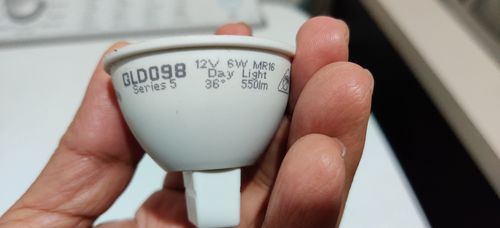 GLD098 12V 6W MR16
Series 5 Day Light
36° 550lm